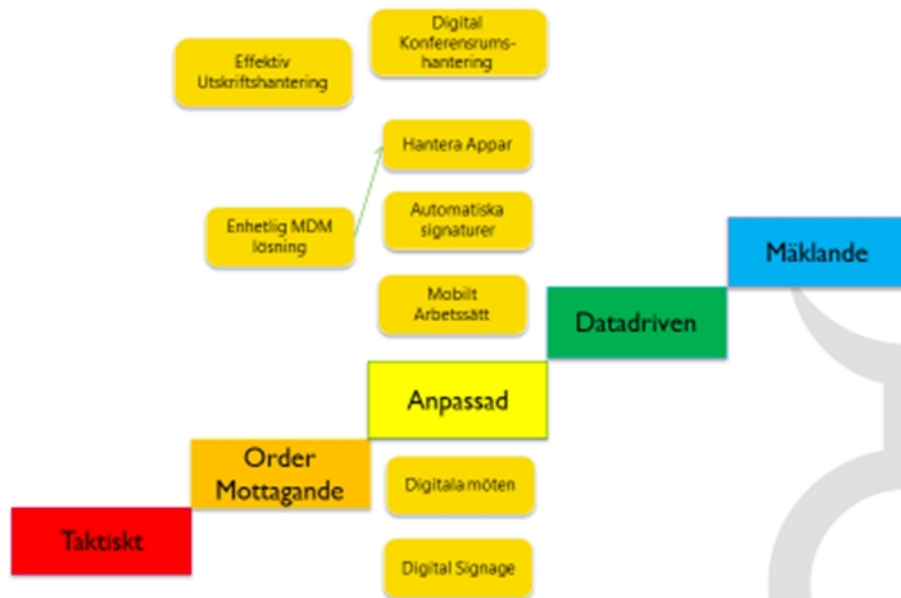 Digital
Konferensrums-
hantering
Effektiv
Utskriftshantering
Hantera Appar
Automatiska
signaturer
Enhetlig MDM
lösning
Mäklande
Mobilt
Arbetssätt
Datadriven
Anpassad
Order
Mottagande
Digitala möten
Taktiskt
Digital Signage